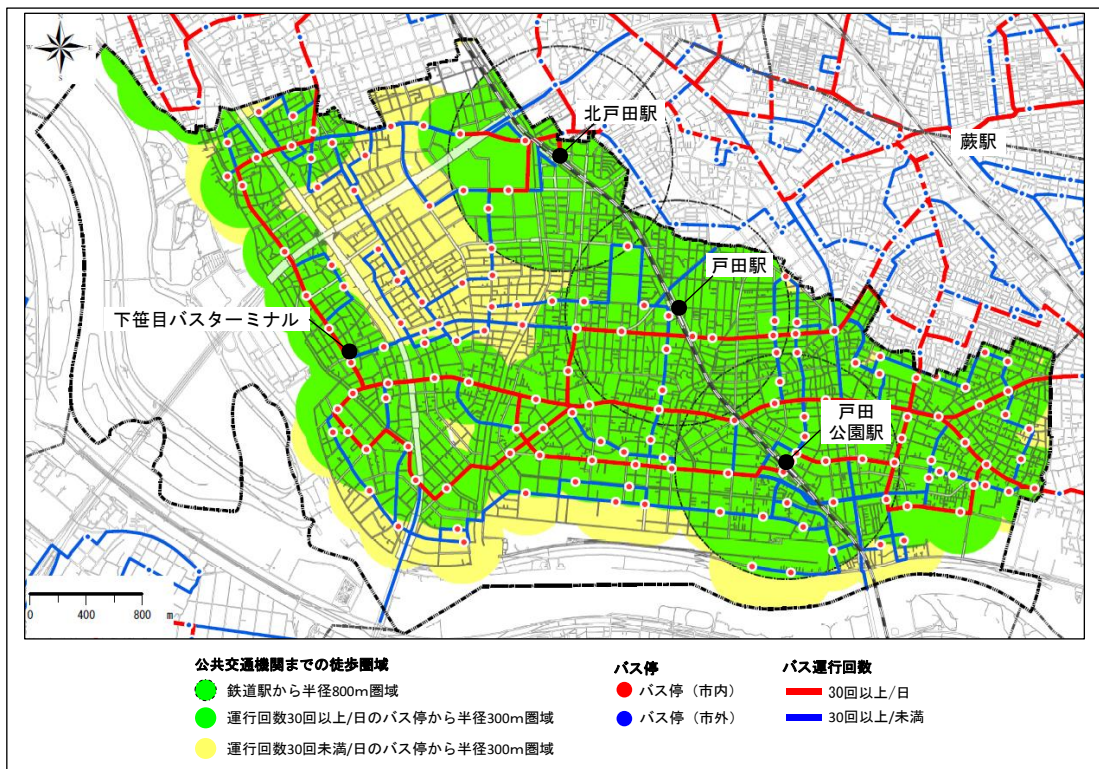 N
W
E
S
北戸田駅
蕨駅
戸田駅
下笹目バスターミナル
戸田
公園駅
0 400 800 m
公共交通機関までの徒歩圏域
鉄道駅から半径800m圏域
運行回数30回以上/日のバス停から半径300m圏域
運行回数30回未満/日のバス停から半径300m圏域
バス停
バス停（市内）
バス停（市外）
バス運行回数
30回以上/日
30回以上/未満